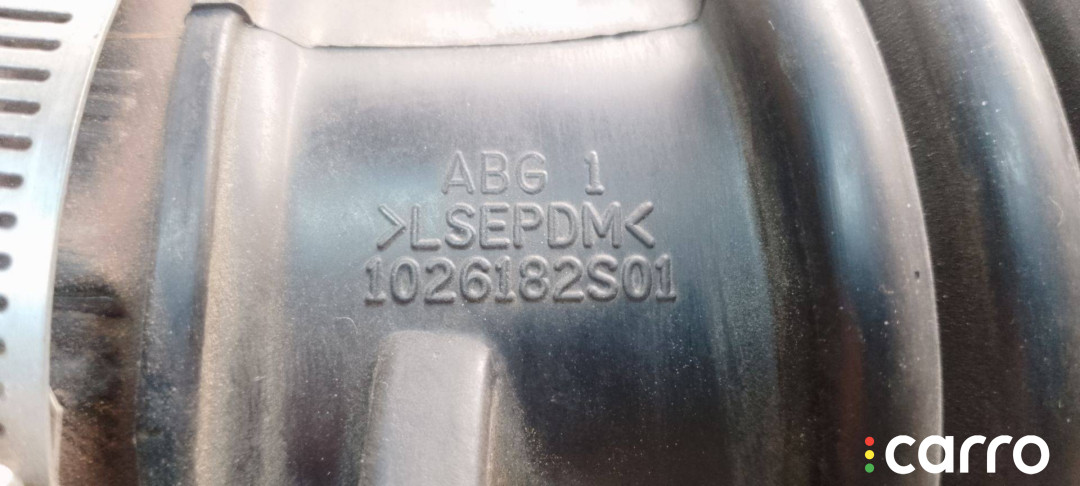 ABG 1
>LSEPDM<
1026182S01
carro